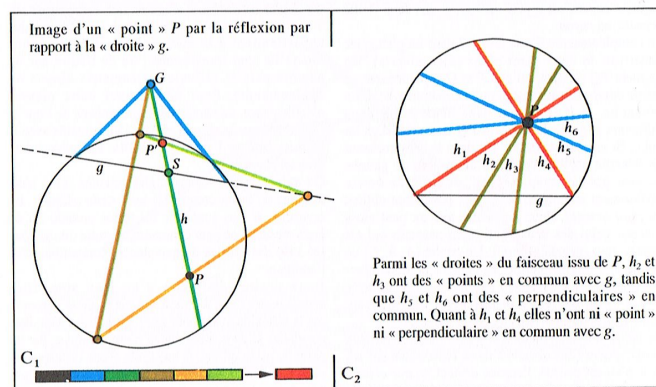 Image d'un « point » P par la réflexion par
rapport à la « droite » g.
G
P'
S
g
h
P
C₁
P
h₆
h₅
h₁
h₂
h₃
h₄
g
Parmi les « droites » du faisceau issu de P, h₂ et
h₃ ont des « points » en commun avec g, tandis
que h₅ et h₆ ont des « perpendiculaires » en
commun. Quant à h₁ et h₄ elles n'ont ni « point »
ni « perpendiculaire » en commun avec g.
C₂